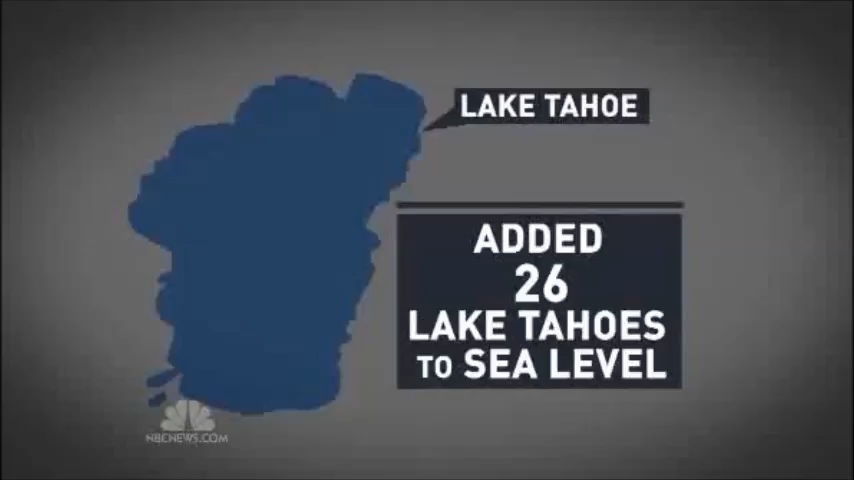 LAKE TAHOE
ADDED
26
LAKE TAHOES
TO SEA LEVEL
NBCNEWS.COM